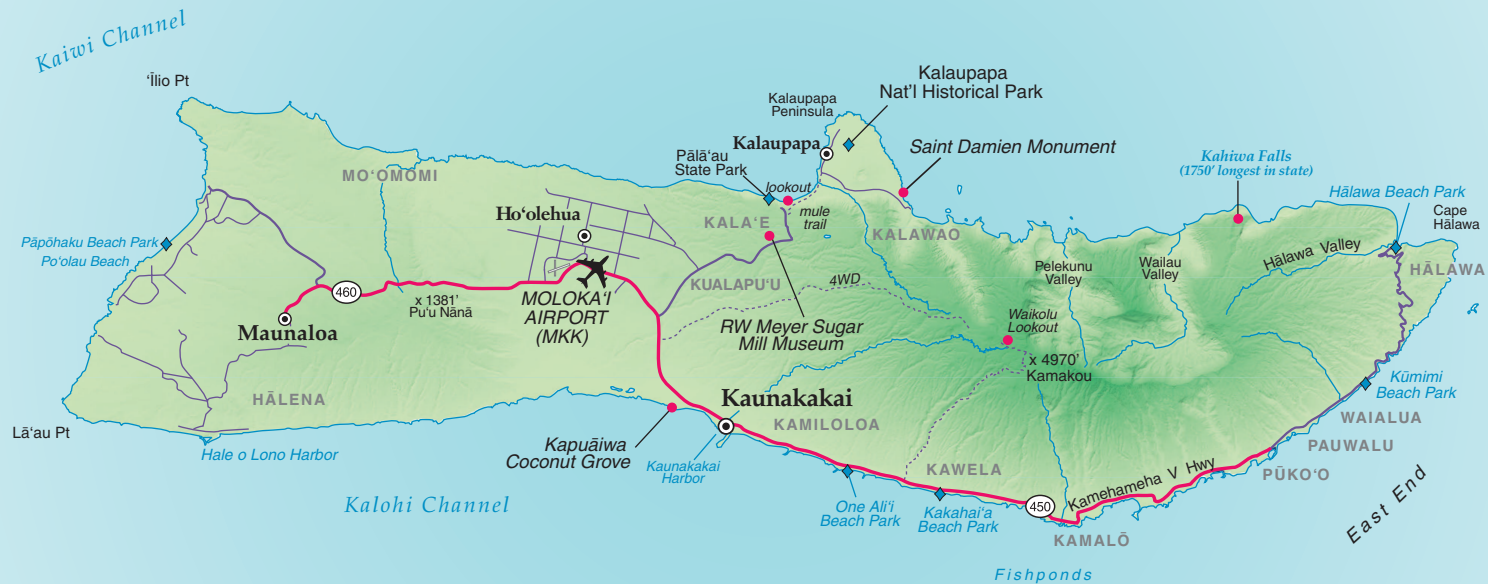 Kaiwi Channel
ʻĪlio Pt
Kalaupapa
Nat'l Historical Park
Kalaupapa
Peninsula
Kalaupapa
Saint Damien Monument
Pālāʻau
State Park
lookout
mule
trail
Kahiwa Falls
(1750' longest in state)
Hālawa Beach Park
Cape
Hālawa
MOʻOMOMI
Hoʻolehua
KALAʻE
KALAWAO
Pāpōhaku Beach Park
Poʻolau Beach
Pelekunu
Valley
Wailau
Valley
Hālawa Valley
HĀLAWA
460
x 1381'
Pu'u Nānā
MOLOKAʻI
AIRPORT
(MKK)
KUALAPUʻU
4WD
RW Meyer Sugar
Mill Museum
Waikolu
Lookout
Maunaloa
x 4970'
Kamakou
Kūmimi
Beach Park
HĀLENA
Kaunakakai
KAMILOLOA
WAIALUA
PAUWALU
PŪKOʻO
Lāʻau Pt
Hale o Lono Harbor
Kapuāiwa
Coconut Grove
Kaunakakai
Harbor
KAWELA
Kamehameha V Hwy
450
East End
Kalohi Channel
One Aliʻi
Beach Park
Kakahaiʻa
Beach Park
KAMALŌ
Fishponds